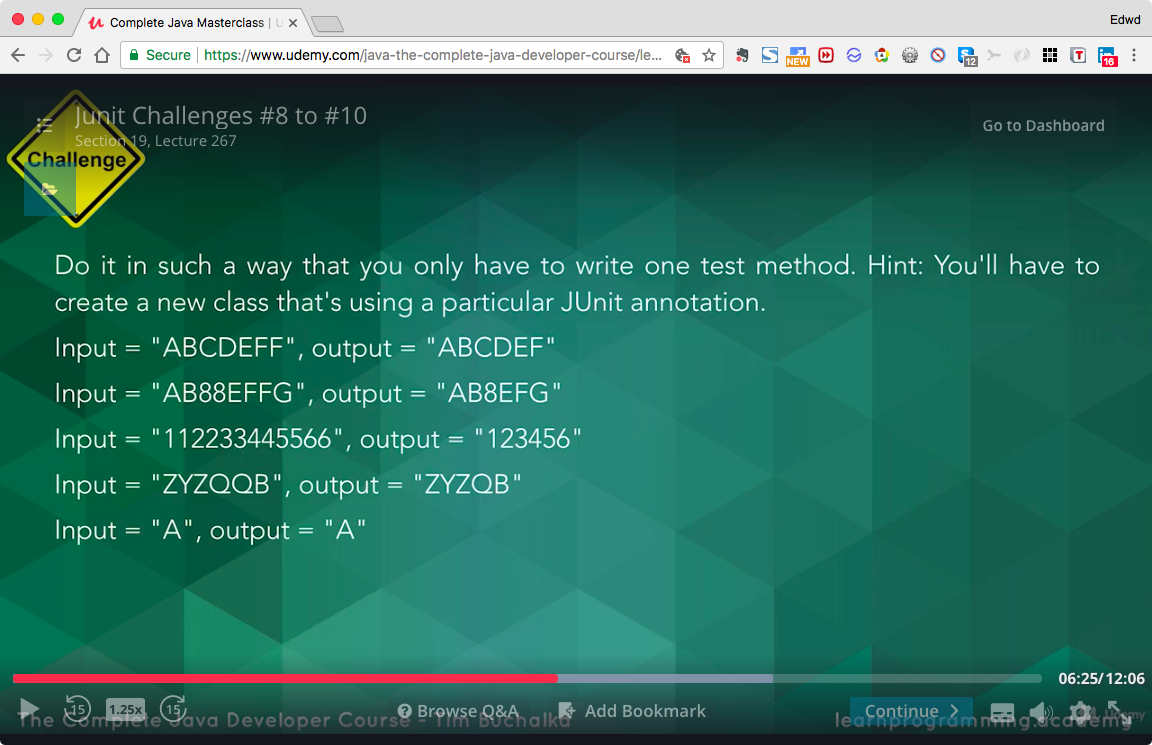 Complete Java Masterclass | U
Edwd
Secure
https://www.udemy.com/java-the-complete-java-developer-course/le...
NEW
12
T
16
Junit Challenges #8 to #10
Section 19, Lecture 267
Go to Dashboard
Challenge
Do it in such a way that you only have to write one test method. Hint: You'll have to
create a new class that's using a particular JUnit annotation.
Input = "ABCDEFF", output = "ABCDEF"
Input = "AB88EFFG", output = "AB8EFG"
Input = "112233445566", output = "123456"
Input = "ZYZQQB", output = "ZYZQB"
Input = "A", output = "A"
06:25/12:06
15
1.25x
15
Browse Q&A
Add Bookmark
Continue
The Complete Java Developer Course - Tim Buchalka
learnprogramming.academy
Udemy